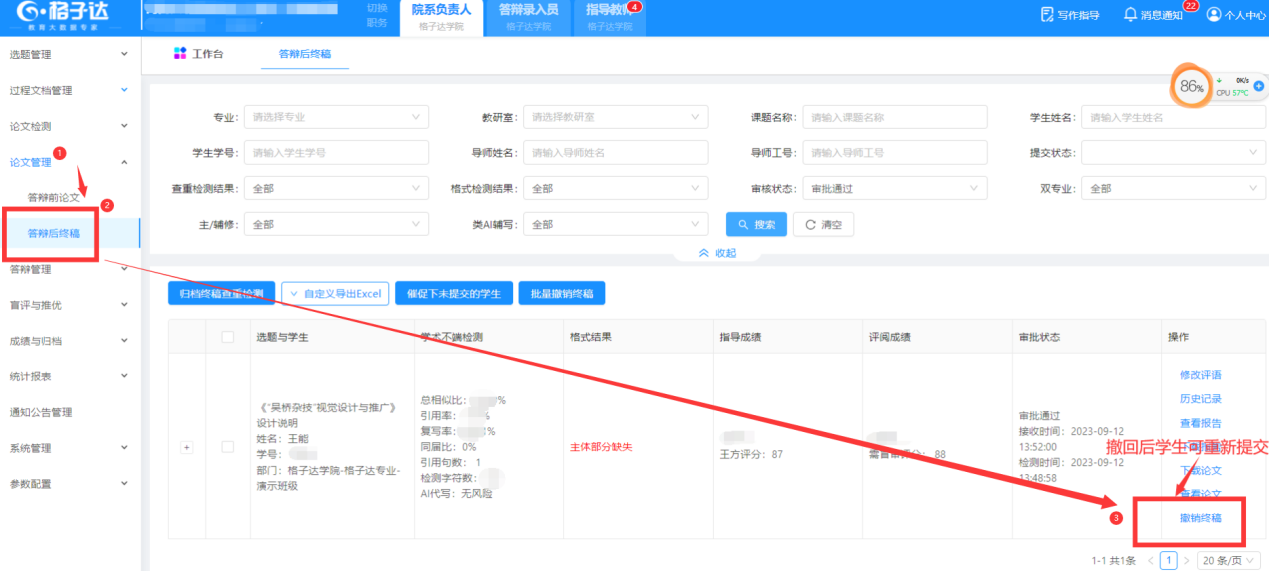 格子达
教育大数据专家
切换
职务
院系负责人
格子达学院
答辩录入员
格子达学院
指导教师
4
格子达学院
写作指导
消息通知
22
个人中心
选题管理
过程文档管理
论文检测
论文管理
1
答辩前论文
2
答辩后终稿
答辩管理
盲评与推优
成绩与归档
统计报表
通知公告管理
系统管理
参数配置
工作台
答辩后终稿
86%
0K/s
CPU 57℃
专业: 请选择专业
教研室: 请选择教研室
课题名称: 请输入课题名称
学生姓名: 请输入学生姓名
学生学号: 请输入学生学号
导师姓名: 请输入导师姓名
导师工号: 请输入导师工号
提交状态:
查重检测结果: 全部
格式检测结果: 全部
审核状态: 审批通过
双专业: 全部
主/辅修: 全部
类AI辅写: 全部
搜索
清空
收起
归档终稿查重检测
自定义导出Excel
催促下未提交的学生
批量撤销终稿
选题与学生
学术不端检测
格式结果
指导成绩
评阅成绩
审批状态
操作
《“吴桥杂技”视觉设计与推广》
设计说明
姓名: 王能
学号:
部门: 格子达学院-格子达专业-
演示班级
总相似比: %
引用率: %
复写率: 1%
同届比: 0%
引用句数: 1
检测字符数:
AI代写: 无风险
主体部分缺失
王方评分: 87
评分: 88
审批通过
接收时间: 2023-09-12
13:52:00
检测时间: 2023-09-12
13:48:58
修改评语
历史记录
查看报告
撤回后学生可重新提交
下载论文
查看论文
3
撤销终稿
1-1 共1条
1
20 条/页